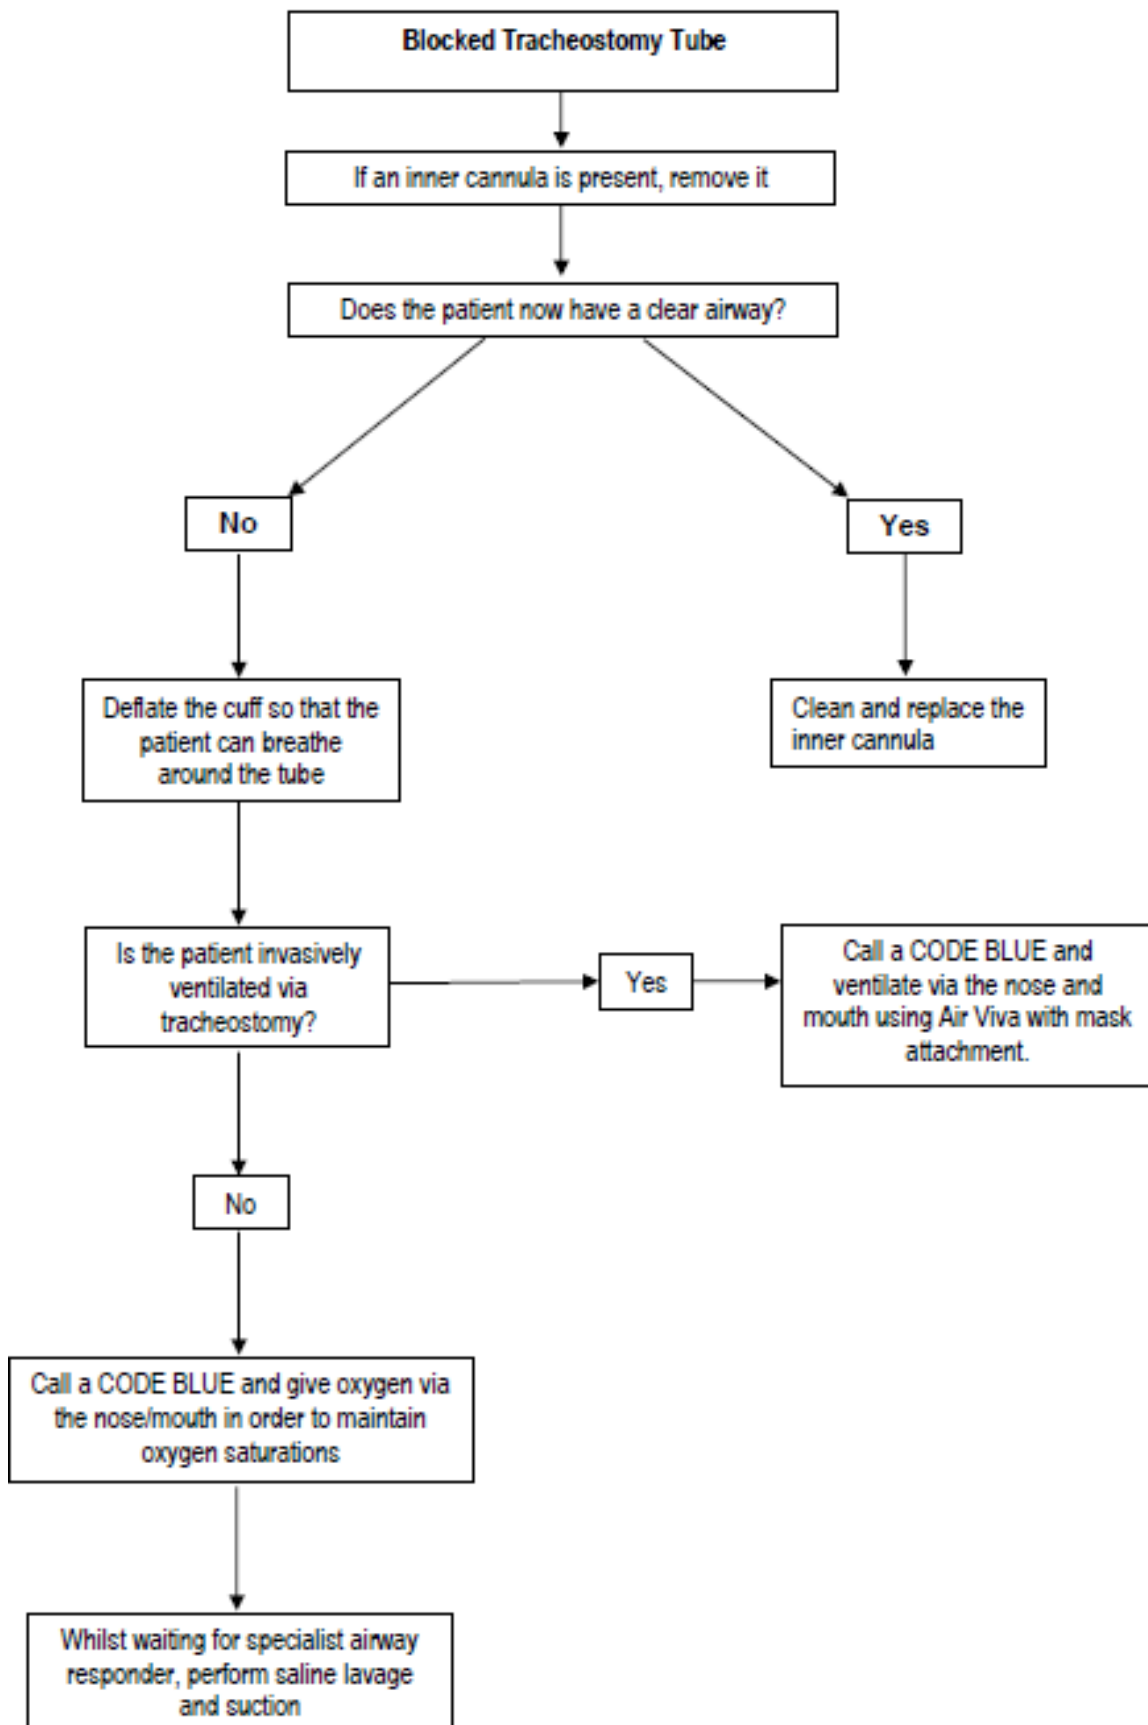 Blocked Tracheostomy Tube
If an inner cannula is present, remove it
Does the patient now have a clear airway?
No
Yes
Deflate the cuff so that the
patient can breathe
around the tube
Clean and replace the
inner cannula
Is the patient invasively
ventilated via
tracheostomy?
Yes
Call a CODE BLUE and
ventilate via the nose and
mouth using Air Viva with mask
attachment.
No
Call a CODE BLUE and give oxygen via
the nose/mouth in order to maintain
oxygen saturations
Whilst waiting for specialist airway
responder, perform saline lavage
and suction